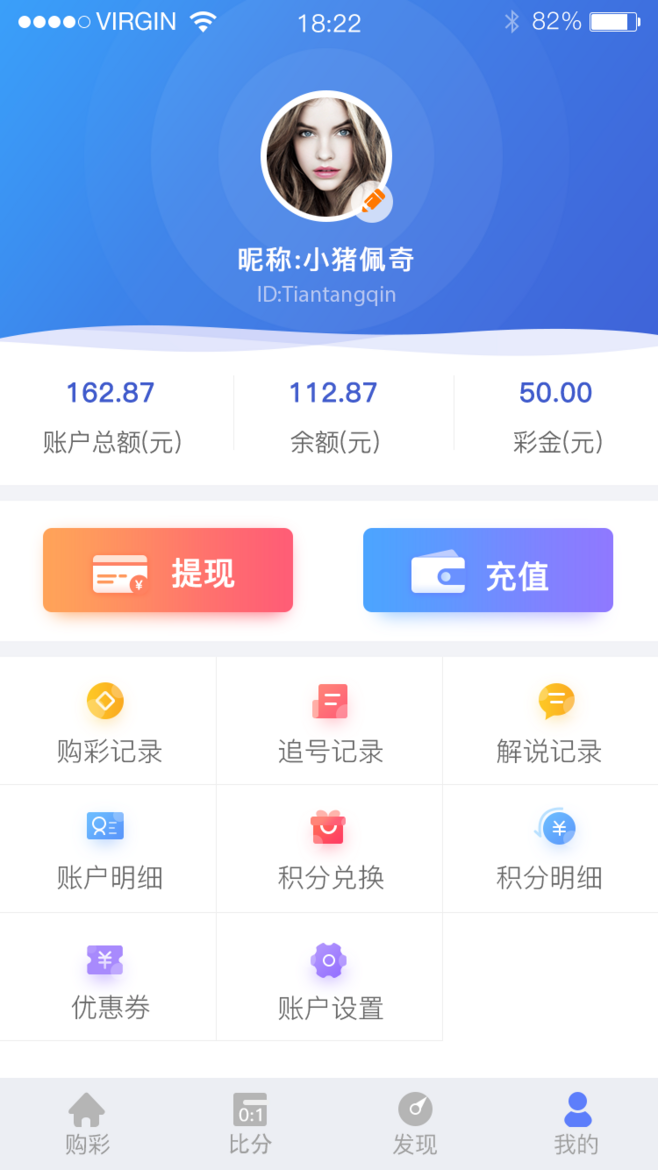 VIRGIN 18:22 82%
昵称:小猪佩奇
ID:Tiantangqin
162.87 112.87 50.00
账户总额(元) 余额(元) 彩金(元)
¥ 提现 充值
购彩记录 追号记录 解说记录
¥
账户明细 积分兑换 积分明细
¥
优惠券 账户设置
0:1
购彩 比分 发现 我的